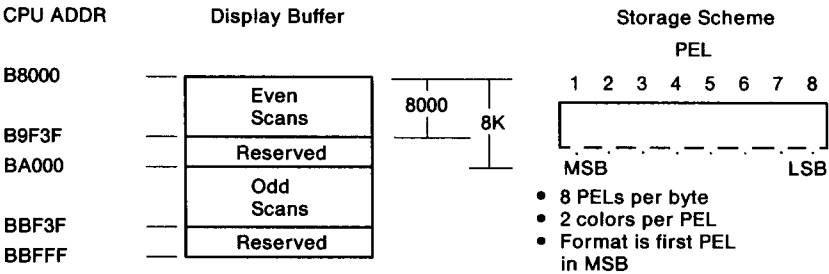 CPU ADDR Display Buffer Storage Scheme
PEL
B8000 1 2 3 4 5 6 7 8
Even
Scans
8000
8K
B9F3F
Reserved
BA000
MSB LSB
Odd
Scans
• 8 PELs per byte
• 2 colors per PEL
BBF3F
Reserved
• Format is first PEL
in MSB
BBFFF